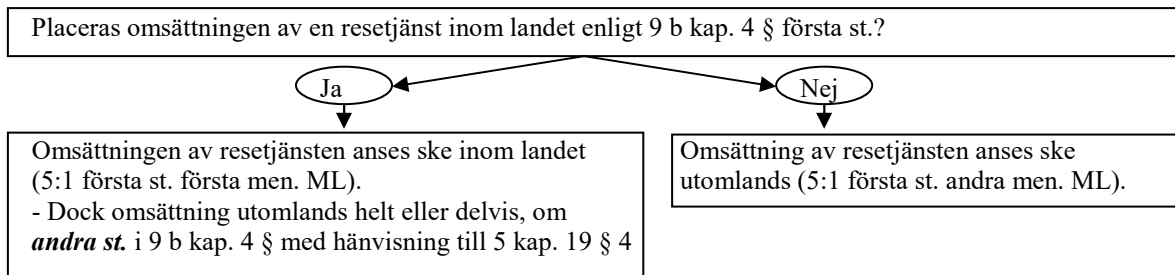 Placeras omsättningen av en resetjänst inom landet enligt 9 b kap. 4 § första st.?
Ja
Nej
Omsättningen av resetjänsten anses ske inom landet
(5:1 första st. första men. ML).
- Dock omsättning utomlands helt eller delvis, om
andra st. i 9 b kap. 4 § med hänvisning till 5 kap. 19 § 4
Omsättning av resetjänsten anses ske
utomlands (5:1 första st. andra men. ML).